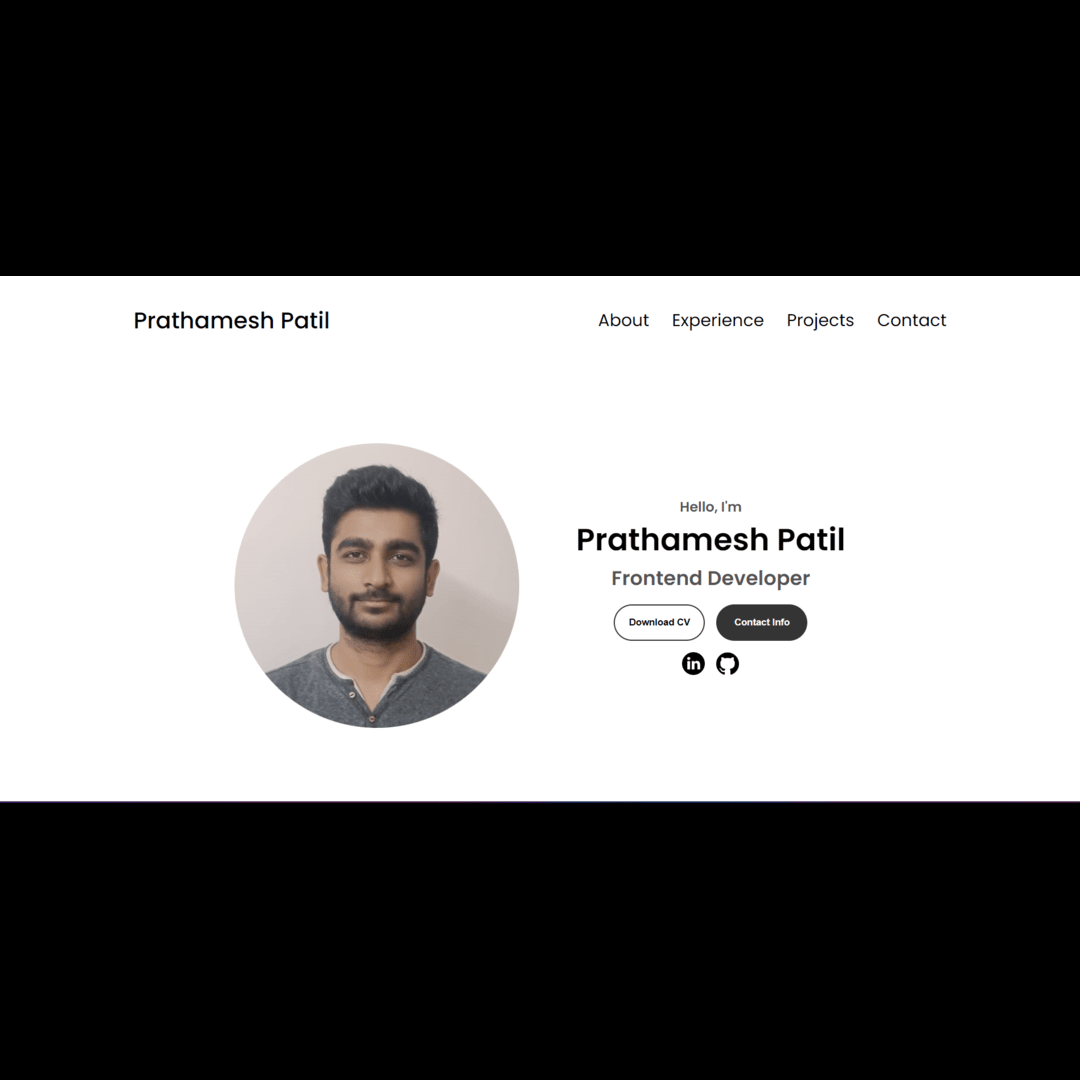 Prathamesh Patil
About Experience Projects Contact
Hello, I'm
Prathamesh Patil
Frontend Developer
Download CV Contact Info
in